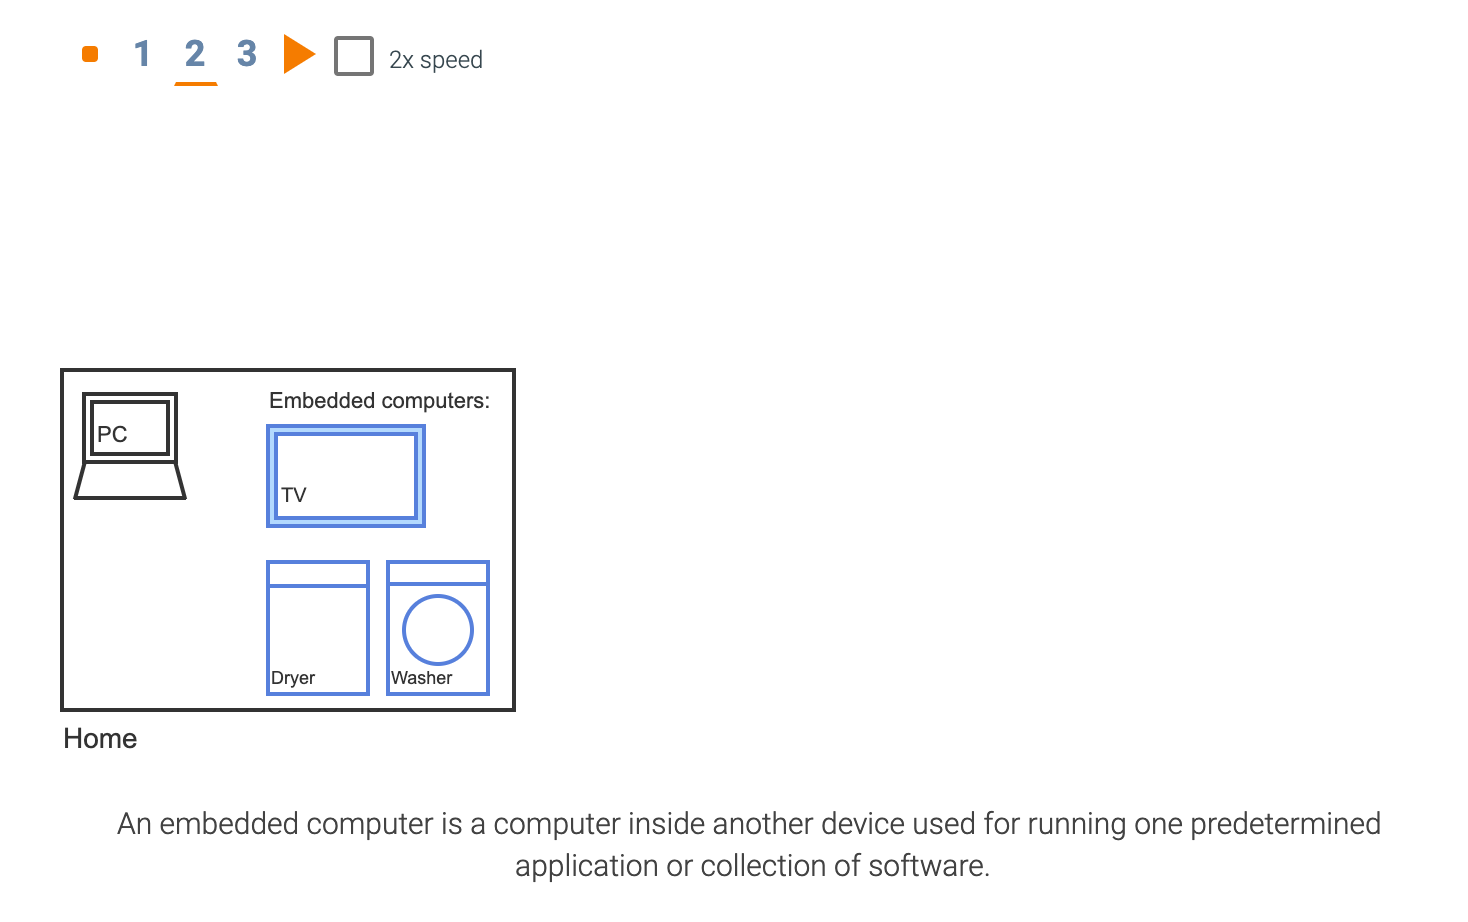 1 2 3 2x speed
Embedded computers:
PC
TV
Dryer Washer
Home
An embedded computer is a computer inside another device used for running one predetermined
application or collection of software.